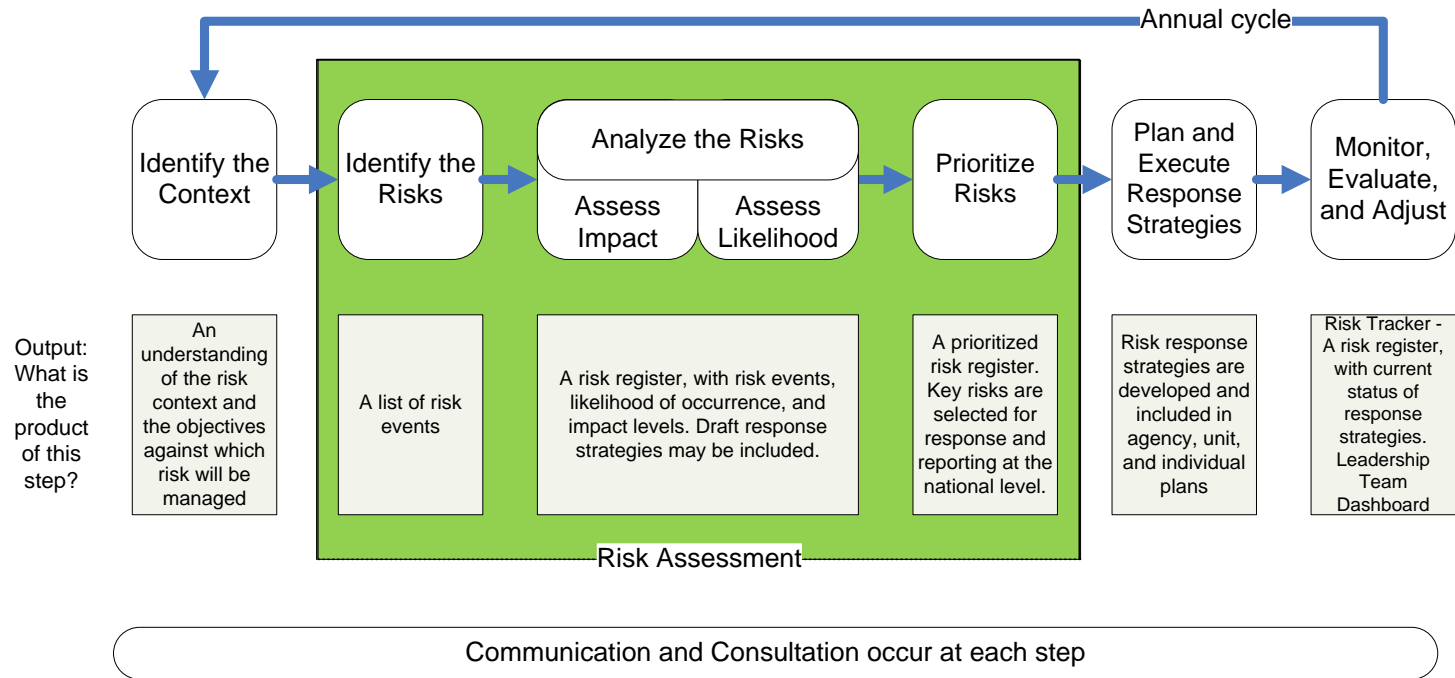 Annual cycle
Identify the
Context
Identify the
Risks
Analyze the Risks
Assess
Impact
Assess
Likelihood
Prioritize
Risks
Plan and
Execute
Response
Strategies
Monitor,
Evaluate,
and Adjust
Output:
What is
the
product
of this
step?
An
understanding
of the risk
context and
the objectives
against which
risk will be
managed
A list of risk
events
A risk register, with risk events,
likelihood of occurrence, and
impact levels. Draft response
strategies may be included.
A prioritized
risk register.
Key risks are
selected for
response and
reporting at the
national level.
Risk response
strategies are
developed and
included in
agency, unit,
and individual
plans
Risk Tracker -
A risk register,
with current
status of
response
strategies.
Leadership
Team
Dashboard
Risk Assessment
Communication and Consultation occur at each step